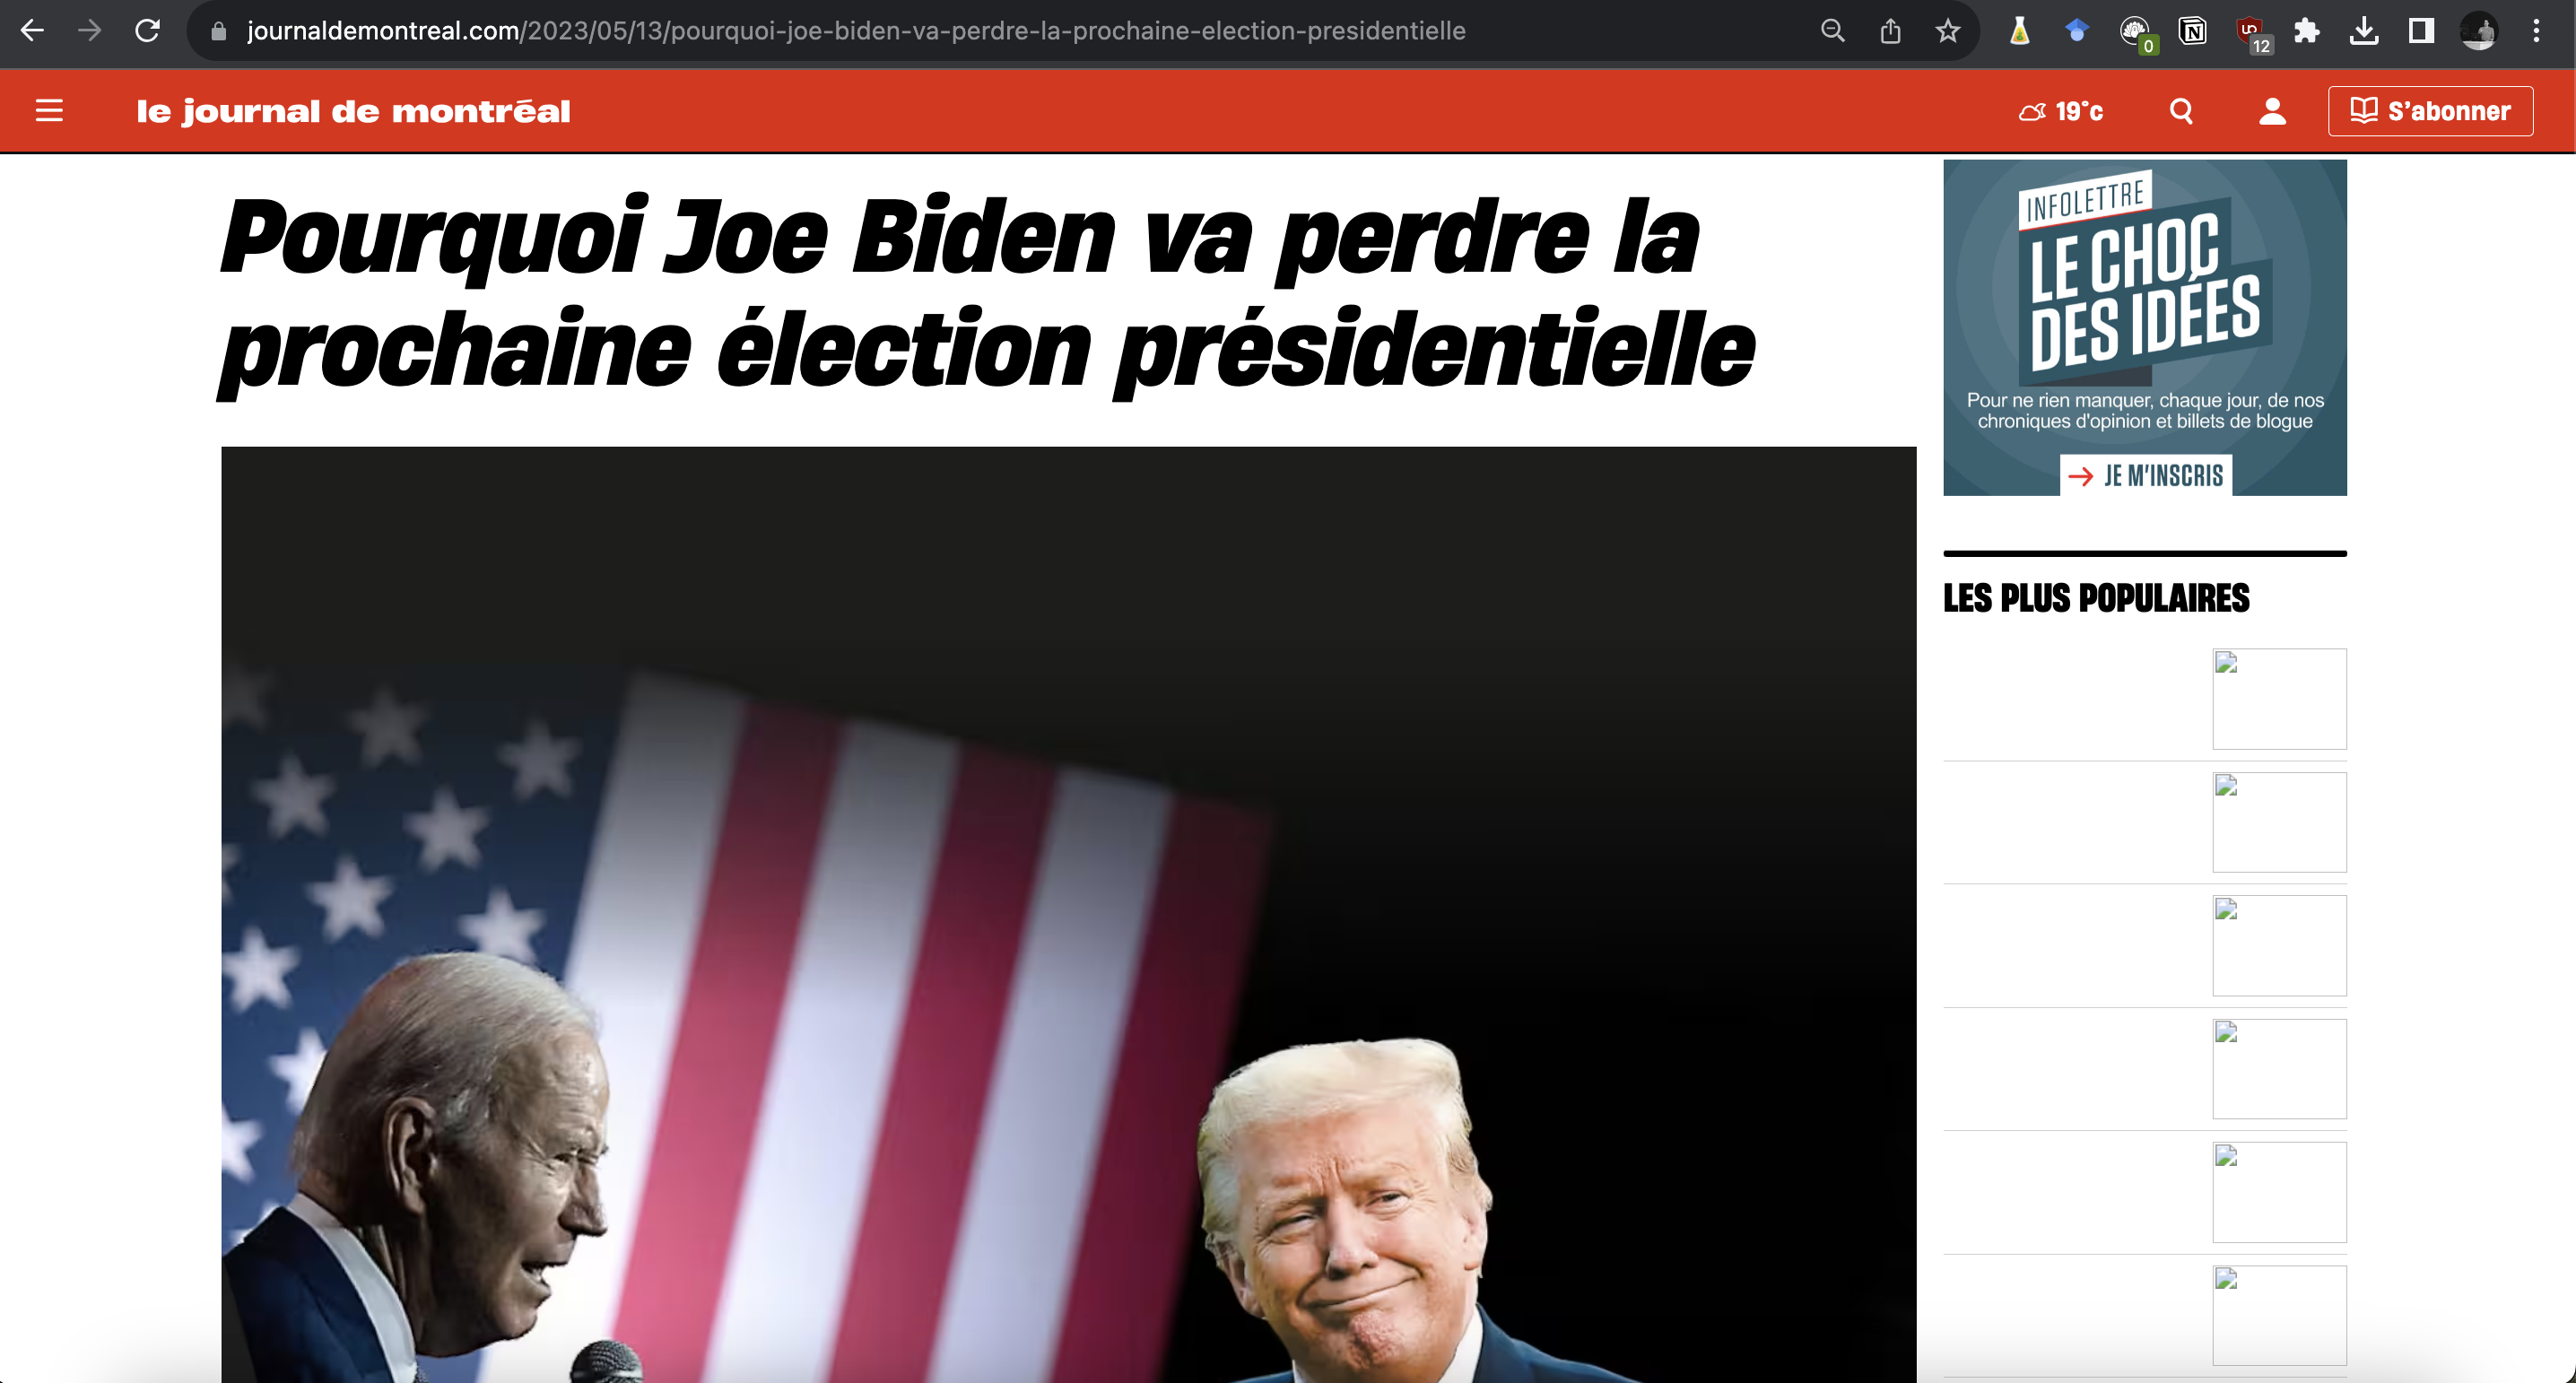 journaldemontreal.com/2023/05/13/pourquoi-joe-biden-va-perdre-la-prochaine-election-presidentielle
0
N
12
le journal de montréal
19°c
S'abonner
Pourquoi Joe Biden va perdre la
prochaine élection présidentielle
INFOLETTRE
LE CHOC
DES IDÉES
Pour ne rien manquer, chaque jour, de nos
chroniques d'opinion et billets de blogue
→ JE M'INSCRIS
LES PLUS POPULAIRES